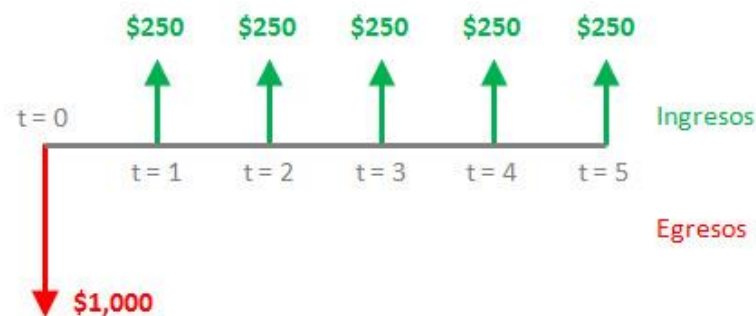 $250 $250 $250 $250 $250
t = 0
Ingresos
t = 1 t = 2 t = 3 t = 4 t = 5
Egresos
$1,000